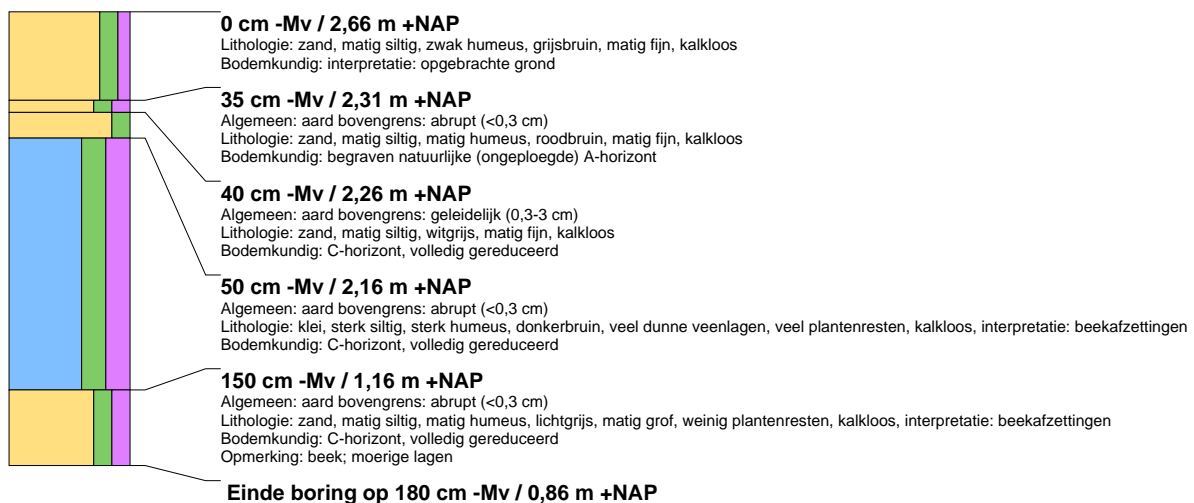 0 cm -Mv / 2,66 m +NAP
Lithologie: zand, matig siltig, zwak humeus, grijsbruin, matig fijn, kalkloos
Bodemkundig: interpretatie: opgebrachte grond
35 cm -Mv / 2,31 m +NAP
Algemeen: aard bovengrens: abrupt (<0,3 cm)
Lithologie: zand, matig siltig, matig humeus, roodbruin, matig fijn, kalkloos
Bodemkundig: begraven natuurlijke (ongeploegde) A-horizont
40 cm -Mv / 2,26 m +NAP
Algemeen: aard bovengrens: geleidelijk (0,3-3 cm)
Lithologie: zand, matig siltig, witgrijs, matig fijn, kalkloos
Bodemkundig: C-horizont, volledig gereduceerd
50 cm -Mv / 2,16 m +NAP
Algemeen: aard bovengrens: abrupt (<0,3 cm)
Lithologie: klei, sterk siltig, sterk humeus, donkerbruin, veel dunne veenlagen, veel plantenresten, kalkloos, interpretatie: beekafzettingen
Bodemkundig: C-horizont, volledig gereduceerd
150 cm -Mv / 1,16 m +NAP
Algemeen: aard bovengrens: abrupt (<0,3 cm)
Lithologie: zand, matig siltig, matig humeus, lichtgrijs, matig grof, weinig plantenresten, kalkloos, interpretatie: beekafzettingen
Bodemkundig: C-horizont, volledig gereduceerd
Opmerking: beek; moerige lagen
Einde boring op 180 cm -Mv / 0,86 m +NAP